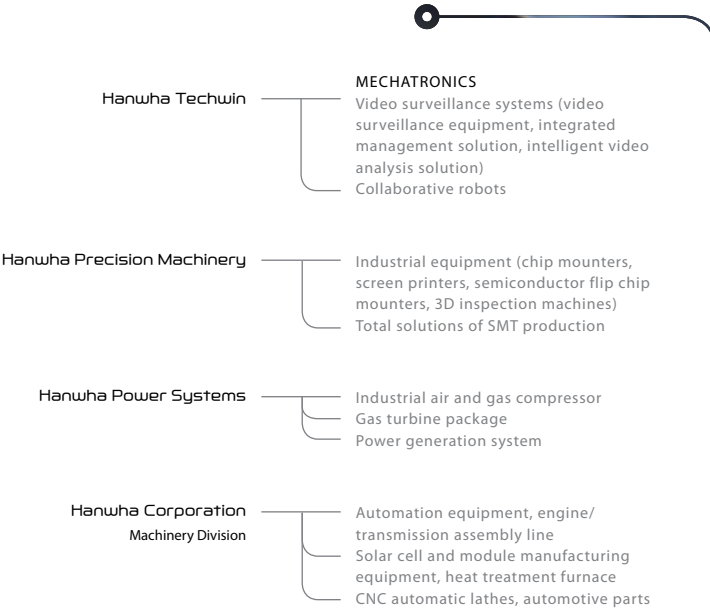 MECHATRONICS
Hanwha Techwin
Video surveillance systems (video
surveillance equipment, integrated
management solution, intelligent video
analysis solution)
Collaborative robots
Hanwha Precision Machinery
Industrial equipment (chip mounters,
screen printers, semiconductor flip chip
mounters, 3D inspection machines)
Total solutions of SMT production
Hanwha Power Systems
Industrial air and gas compressor
Gas turbine package
Power generation system
Hanwha Corporation
Machinery Division
Automation equipment, engine/
transmission assembly line
Solar cell and module manufacturing
equipment, heat treatment furnace
CNC automatic lathes, automotive parts